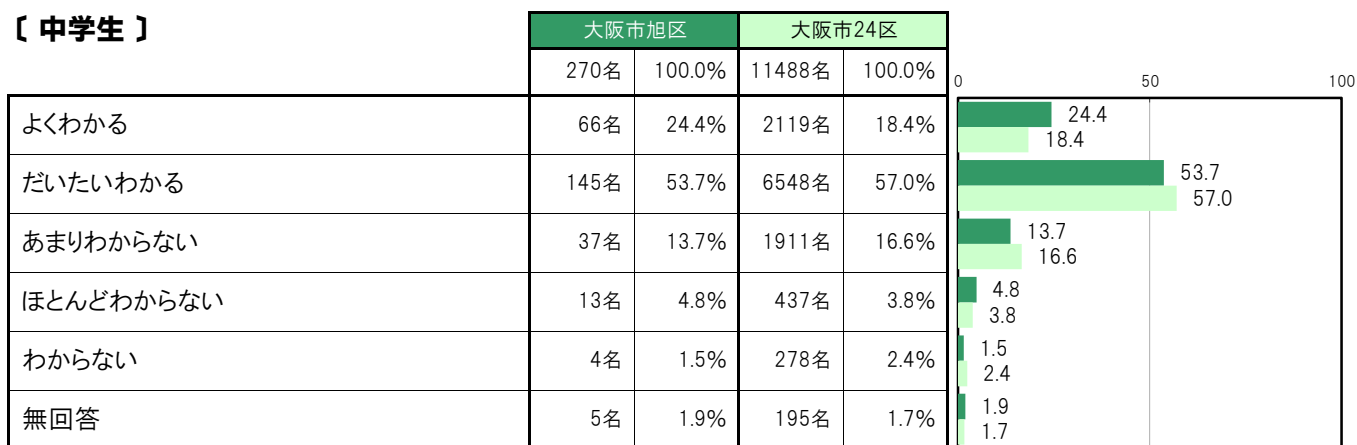 〔 中学生 〕
大阪市旭区 大阪市24区
270名 100.0% 11488名 100.0%
0 50 100
よくわかる 66名 24.4% 2119名 18.4%
24.4
18.4
だいたいわかる 145名 53.7% 6548名 57.0%
53.7
57.0
あまりわからない 37名 13.7% 1911名 16.6%
13.7
16.6
ほとんどわからない 13名 4.8% 437名 3.8%
4.8
3.8
わからない 4名 1.5% 278名 2.4%
1.5
2.4
無回答 5名 1.9% 195名 1.7%
1.9
1.7